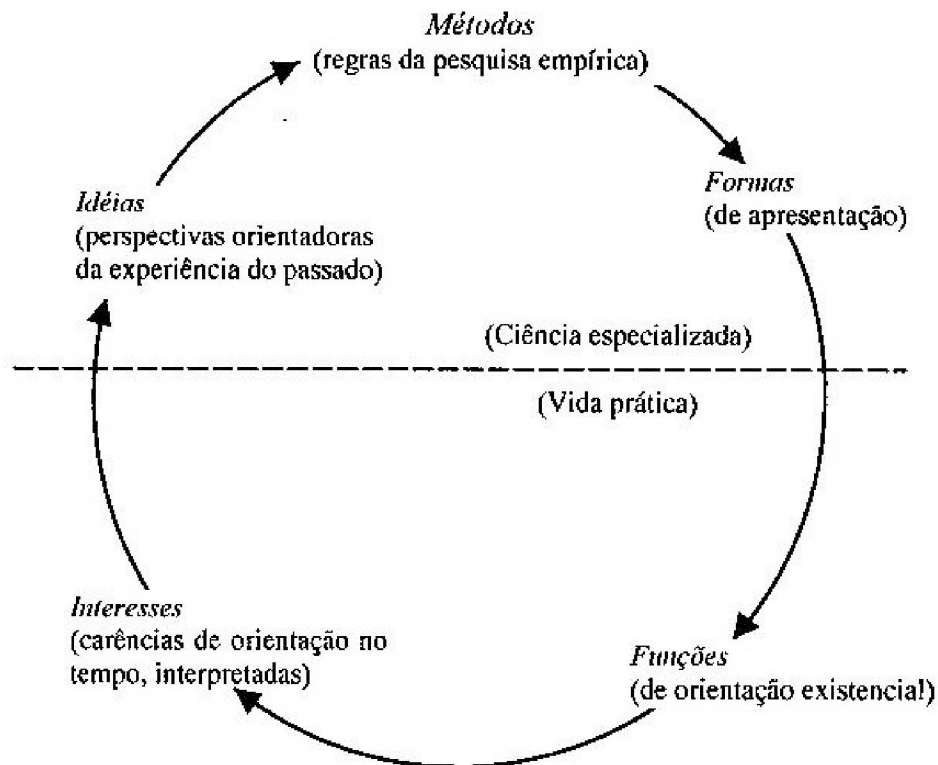 Métodos
(regras da pesquisa empírica)
Formas
(de apresentação)
Idéias
(perspectivas orientadoras
da experiência do passado)
(Ciência especializada)
(Vida prática)
Interesses
(carências de orientação no
tempo, interpretadas)
Funções
(de orientação existencial)